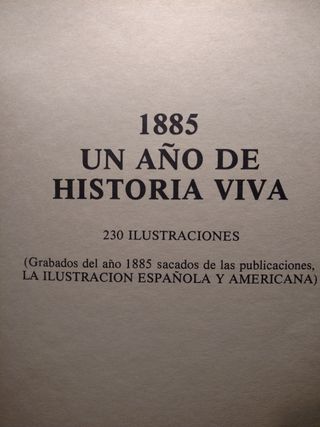 1885
UN AÑO DE
HISTORIA VIVA
230 ILUSTRACIONES
(Grabados del año 1885 sacados de las publicaciones,
LA ILUSTRACION ESPAÑOLA Y AMERICANA)